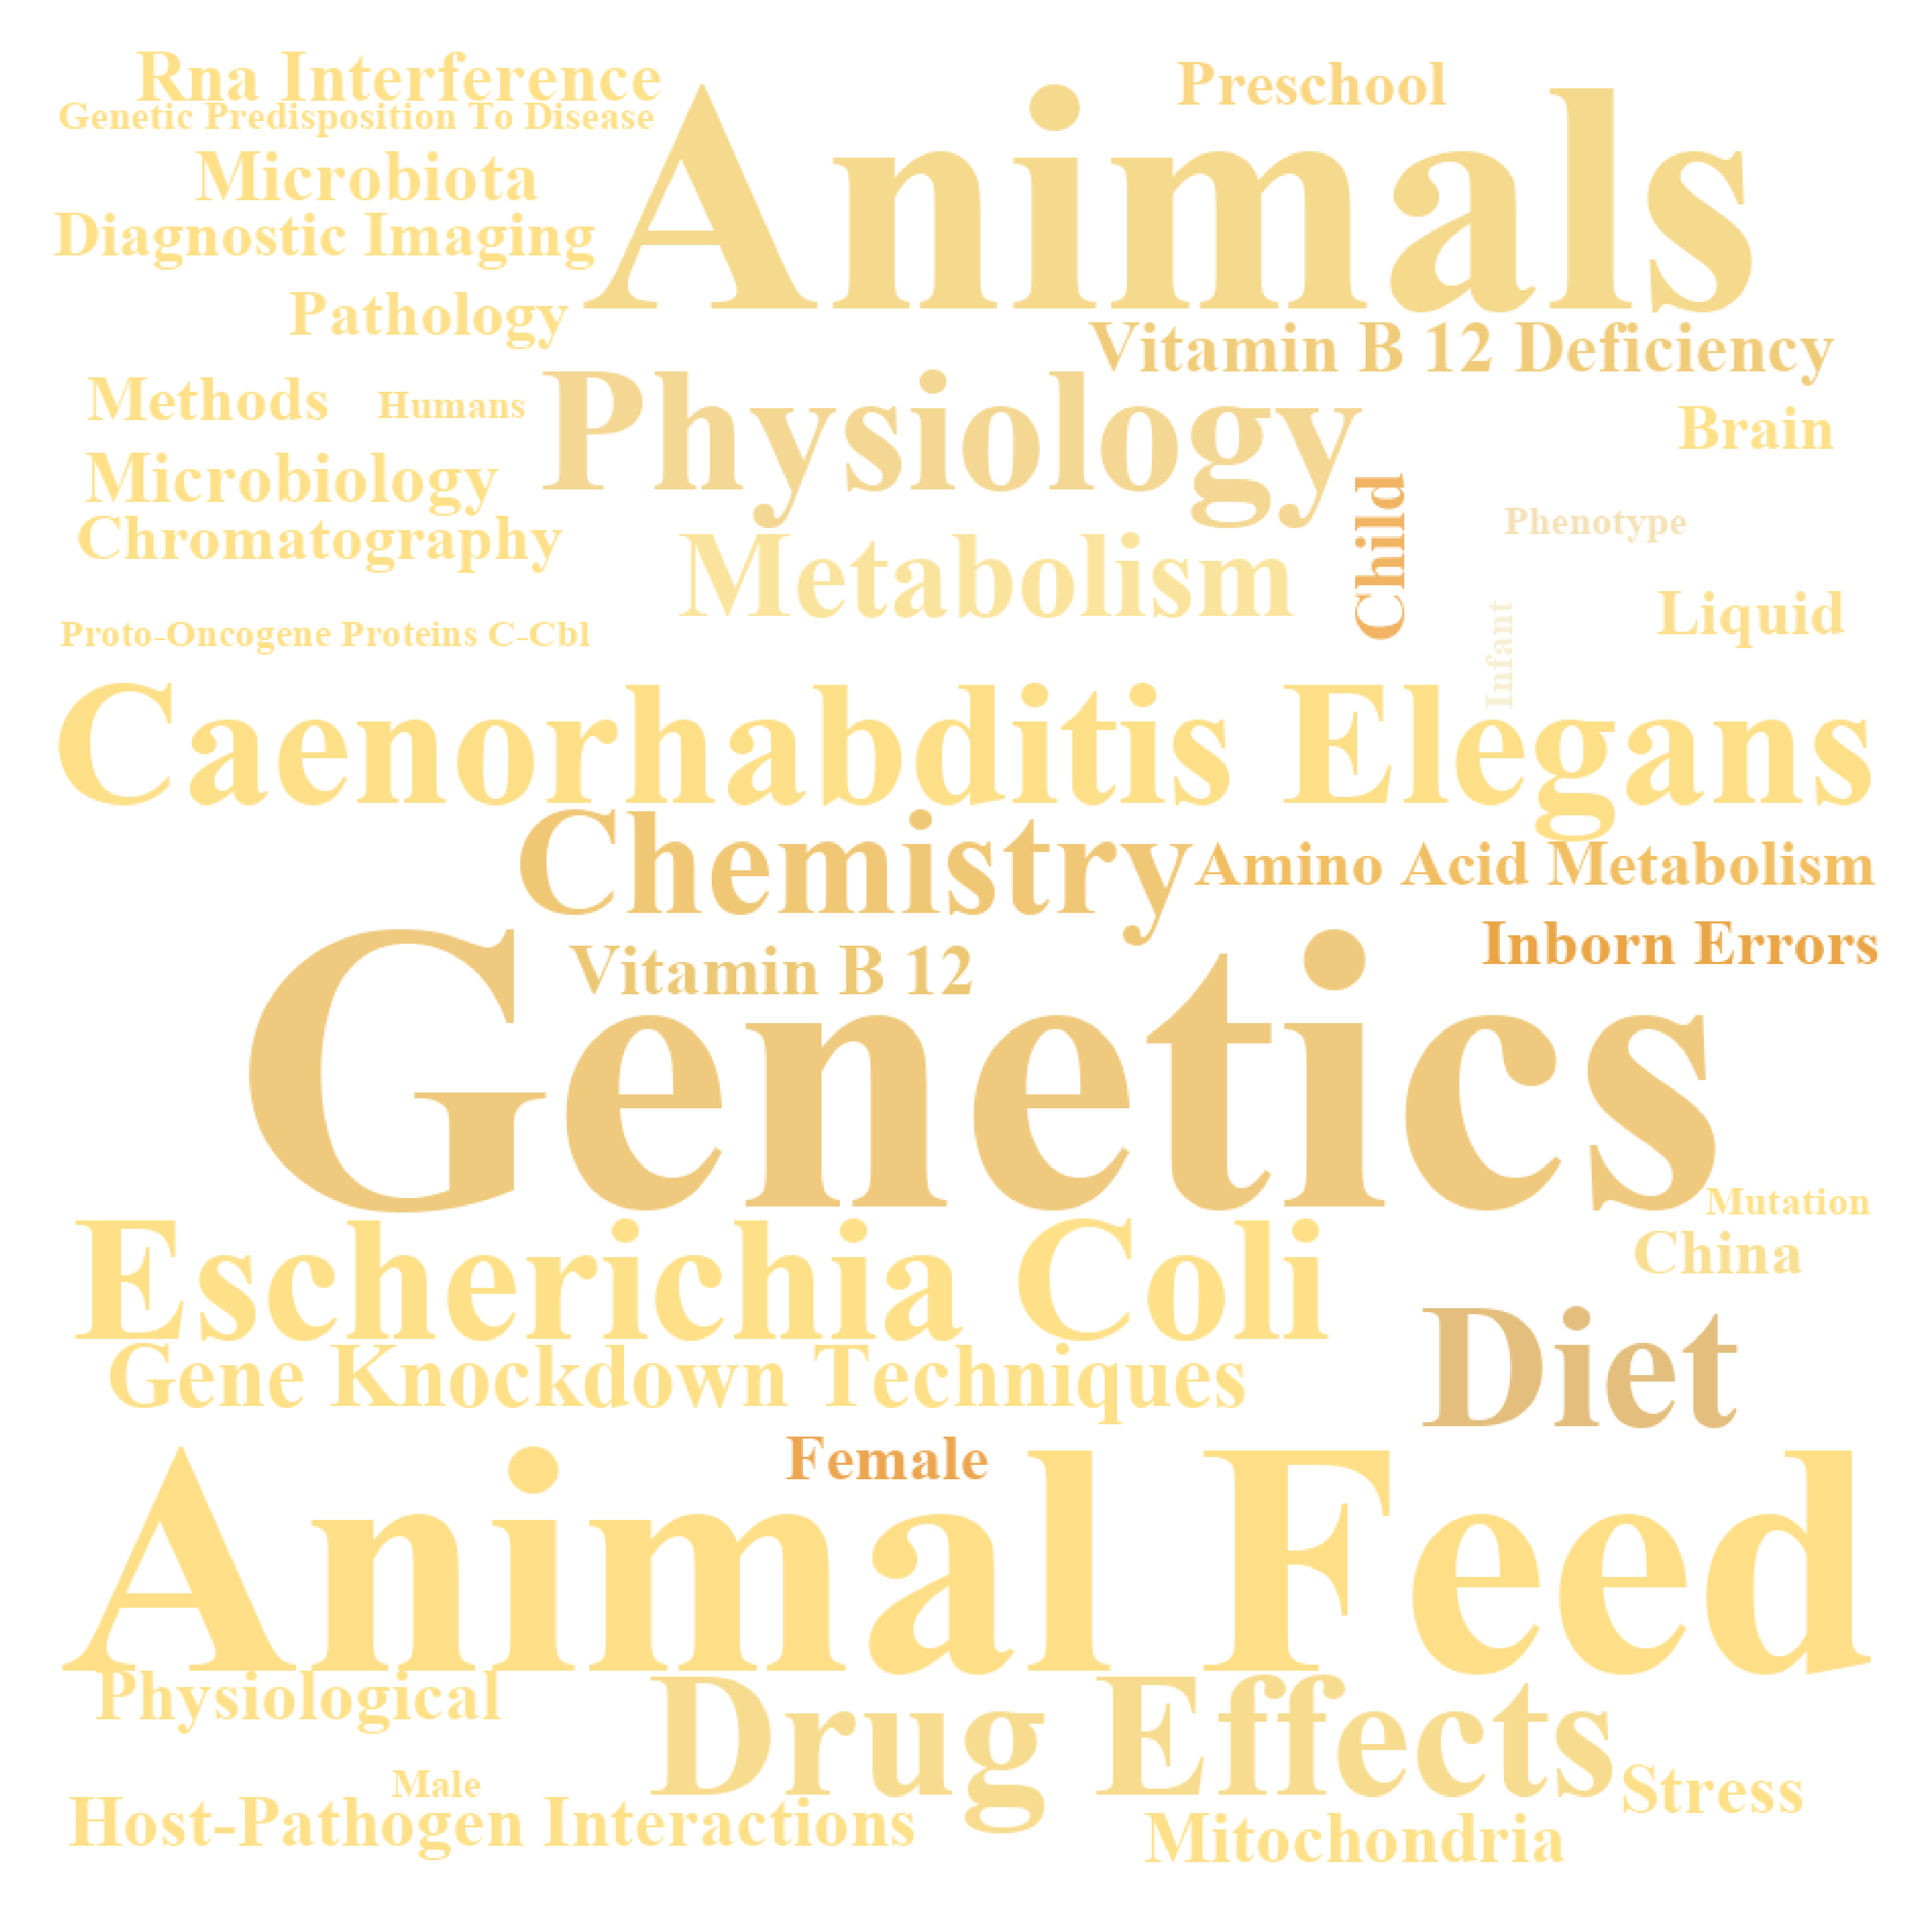 Rna Interference
Preschool
Genetic Predisposition To Disease
Animals
Microbiota
Diagnostic Imaging
Pathology
Vitamin B 12 Deficiency
Methods
Humans
Physiology
Brain
Microbiology
Child
Phenotype
Chromatography
Metabolism
Liquid
Proto-Oncogene Proteins C-Cbl
Infant
Caenorhabditis Elegans
Chemistry
Amino Acid Metabolism
Inborn Errors
Vitamin B 12
Genetics
Mutation
China
Escherichia Coli
Diet
Gene Knockdown Techniques
Female
Animal Feed
Physiological
Drug Effects
Male
Stress
Host-Pathogen Interactions
Mitochondria